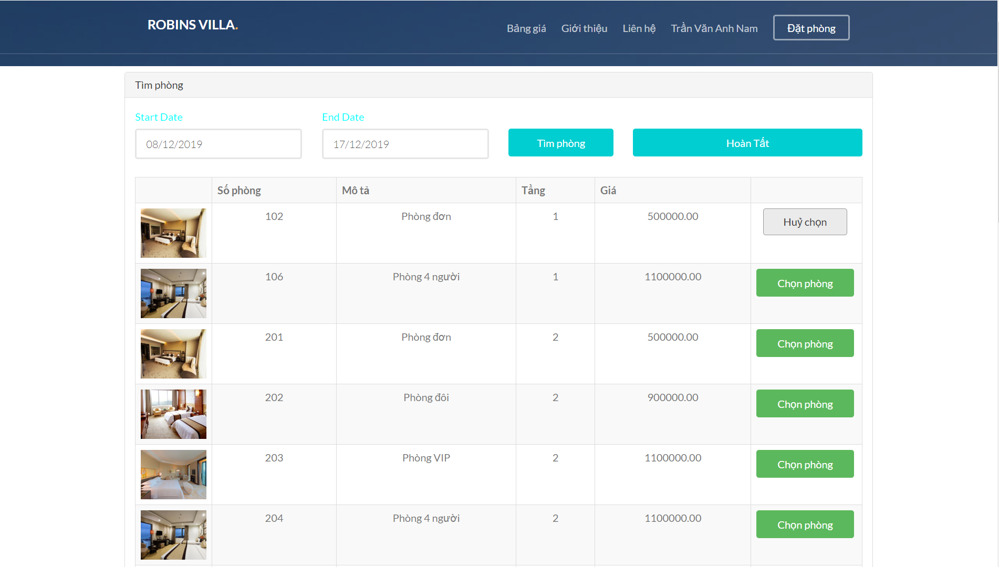 ROBINS VILLA.
Bảng giá Giới thiệu Liên hệ Trần Văn Anh Nam Đặt phòng
Tìm phòng
Start Date End Date
08/12/2019 17/12/2019 Tìm phòng Hoàn Tất
Số phòng Mô tả Tầng Giá
102 Phòng đơn 1 500000.00 Huỷ chọn
106 Phòng 4 người 1 1100000.00 Chọn phòng
201 Phòng đơn 2 500000.00 Chọn phòng
202 Phòng đôi 2 900000.00 Chọn phòng
203 Phòng VIP 2 1100000.00 Chọn phòng
204 Phòng 4 người 2 1100000.00 Chọn phòng